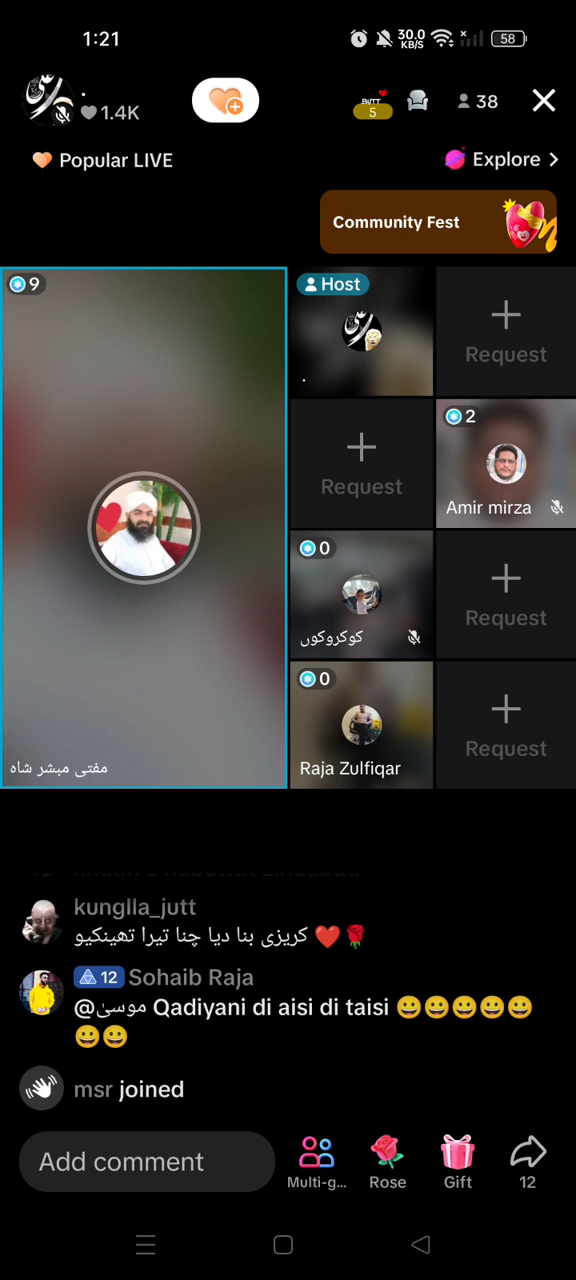 1:21
30.0
KB/S
58
.
1.4K
BUTT
5
38
Popular LIVE
Explore
Community Fest
9
Host
.
Request
Request
2
Amir mirza
0
کوکروکوں
Request
0
Raja Zulfiqar
Request
مفتی مبشر شاہ
kunglla_jutt
کریزی بنا دیا چنا تیرا تھینکیو ❤️🌹
12 Sohaib Raja
@موسیٰ Qadiyani di aisi di taisi 😀😀😀😀😀
😀😀
msr joined
Add comment
Multi-g...
Rose
Gift
12